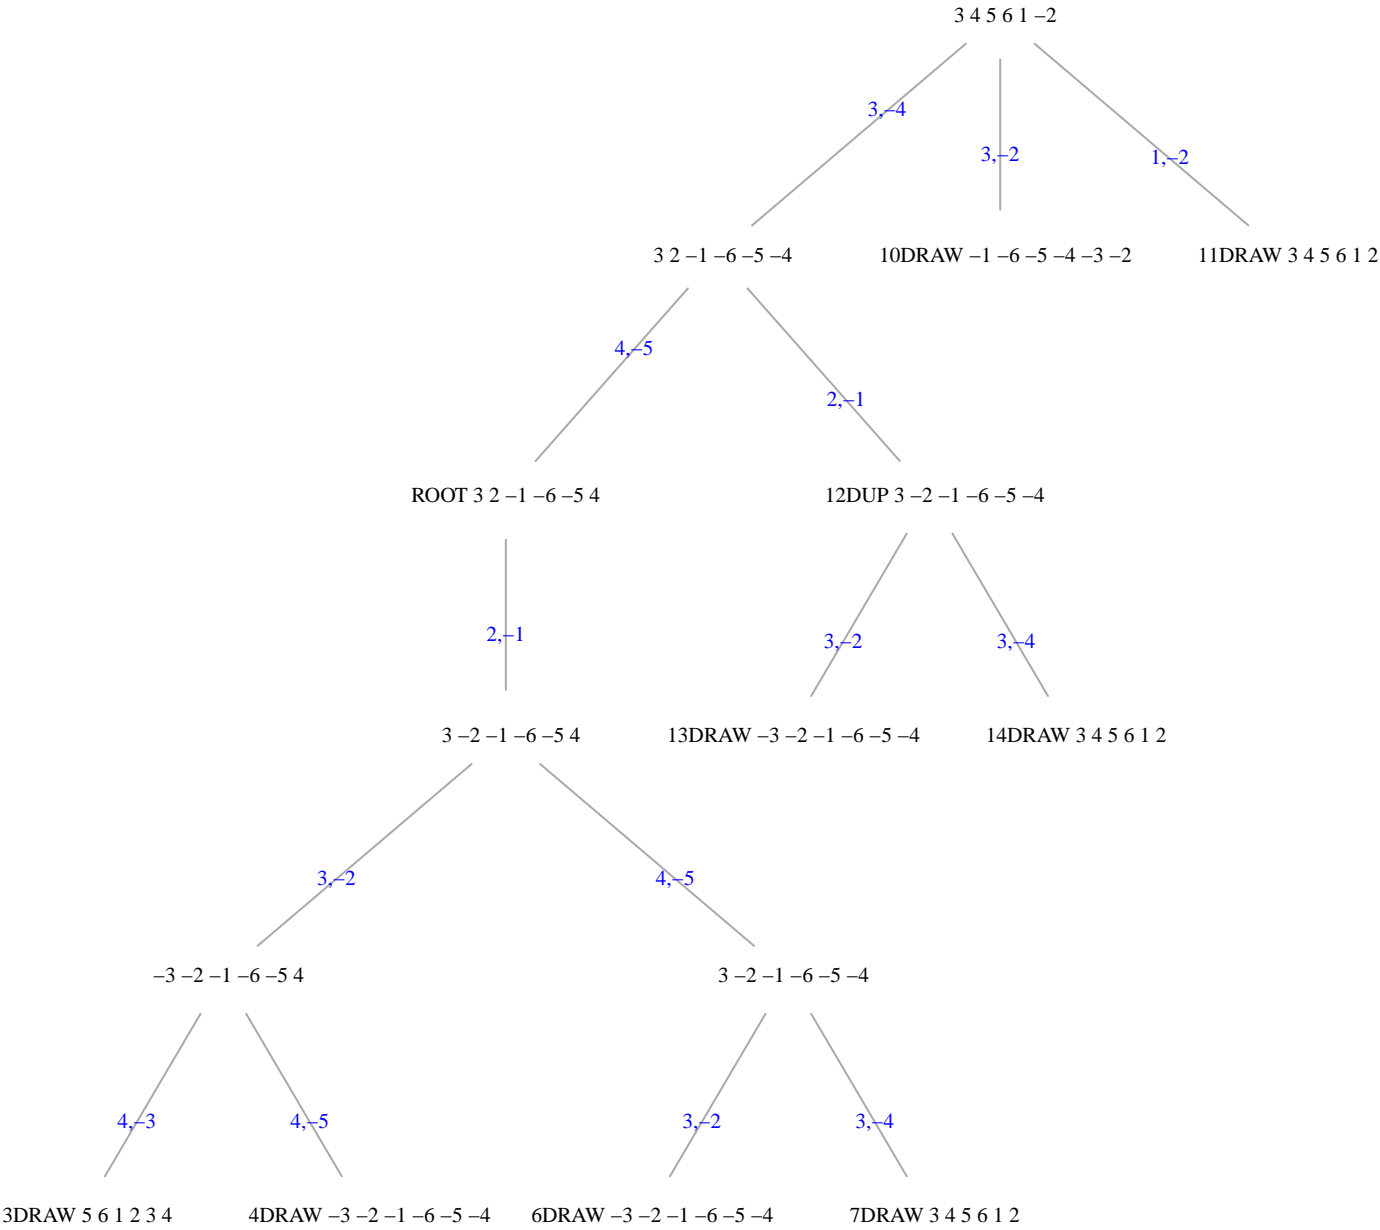 3 4 5 6 1 –2
3,–4
3,–2
1,–2
3 2 –1 –6 –5 –4
10DRAW –1 –6 –5 –4 –3 –2
11DRAW 3 4 5 6 1 2
4,–5
2,–1
ROOT 3 2 –1 –6 –5 4
12DUP 3 –2 –1 –6 –5 –4
2,–1
3,–2
3,–4
3 –2 –1 –6 –5 4
13DRAW –3 –2 –1 –6 –5 –4
14DRAW 3 4 5 6 1 2
3,–2
4,–5
–3 –2 –1 –6 –5 4
3 –2 –1 –6 –5 –4
4,–3
4,–5
3,–2
3,–4
3DRAW 5 6 1 2 3 4
4DRAW –3 –2 –1 –6 –5 –4
6DRAW –3 –2 –1 –6 –5 –4
7DRAW 3 4 5 6 1 2